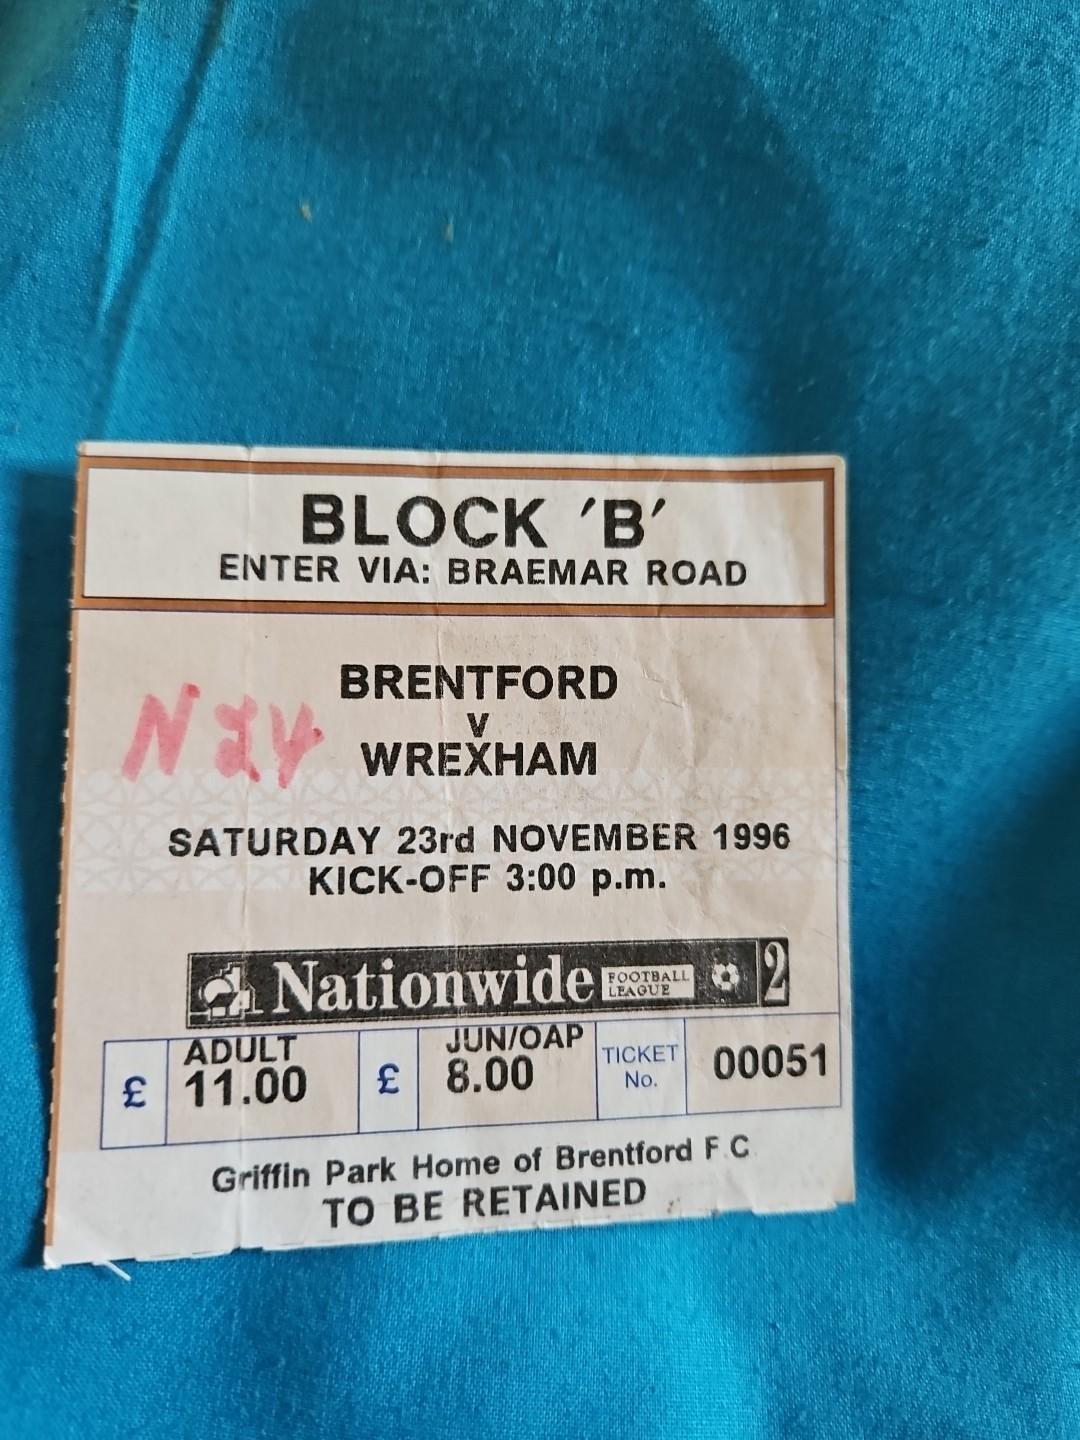 BLOCK 'B'
ENTER VIA: BRAEMAR ROAD
BRENTFORD
v
WREXHAM
N24
SATURDAY 23rd NOVEMBER 1996
KICK-OFF 3:00 p.m.
Nationwide FOOTBALL LEAGUE 2
£ ADULT 11.00 £ JUN/OAP 8.00 TICKET No. 00051
Griffin Park Home of Brentford F C
TO BE RETAINED